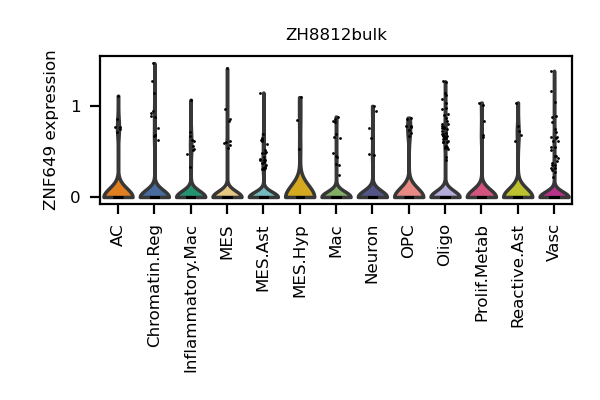 ZH8812bulk
ZNF649 expression
1
0
AC
Chromatin.Reg
Inflammatory.Mac
MES
MES.Ast
MES.Hyp
Mac
Neuron
OPC
Oligo
Prolif.Metab
Reactive.Ast
Vasc